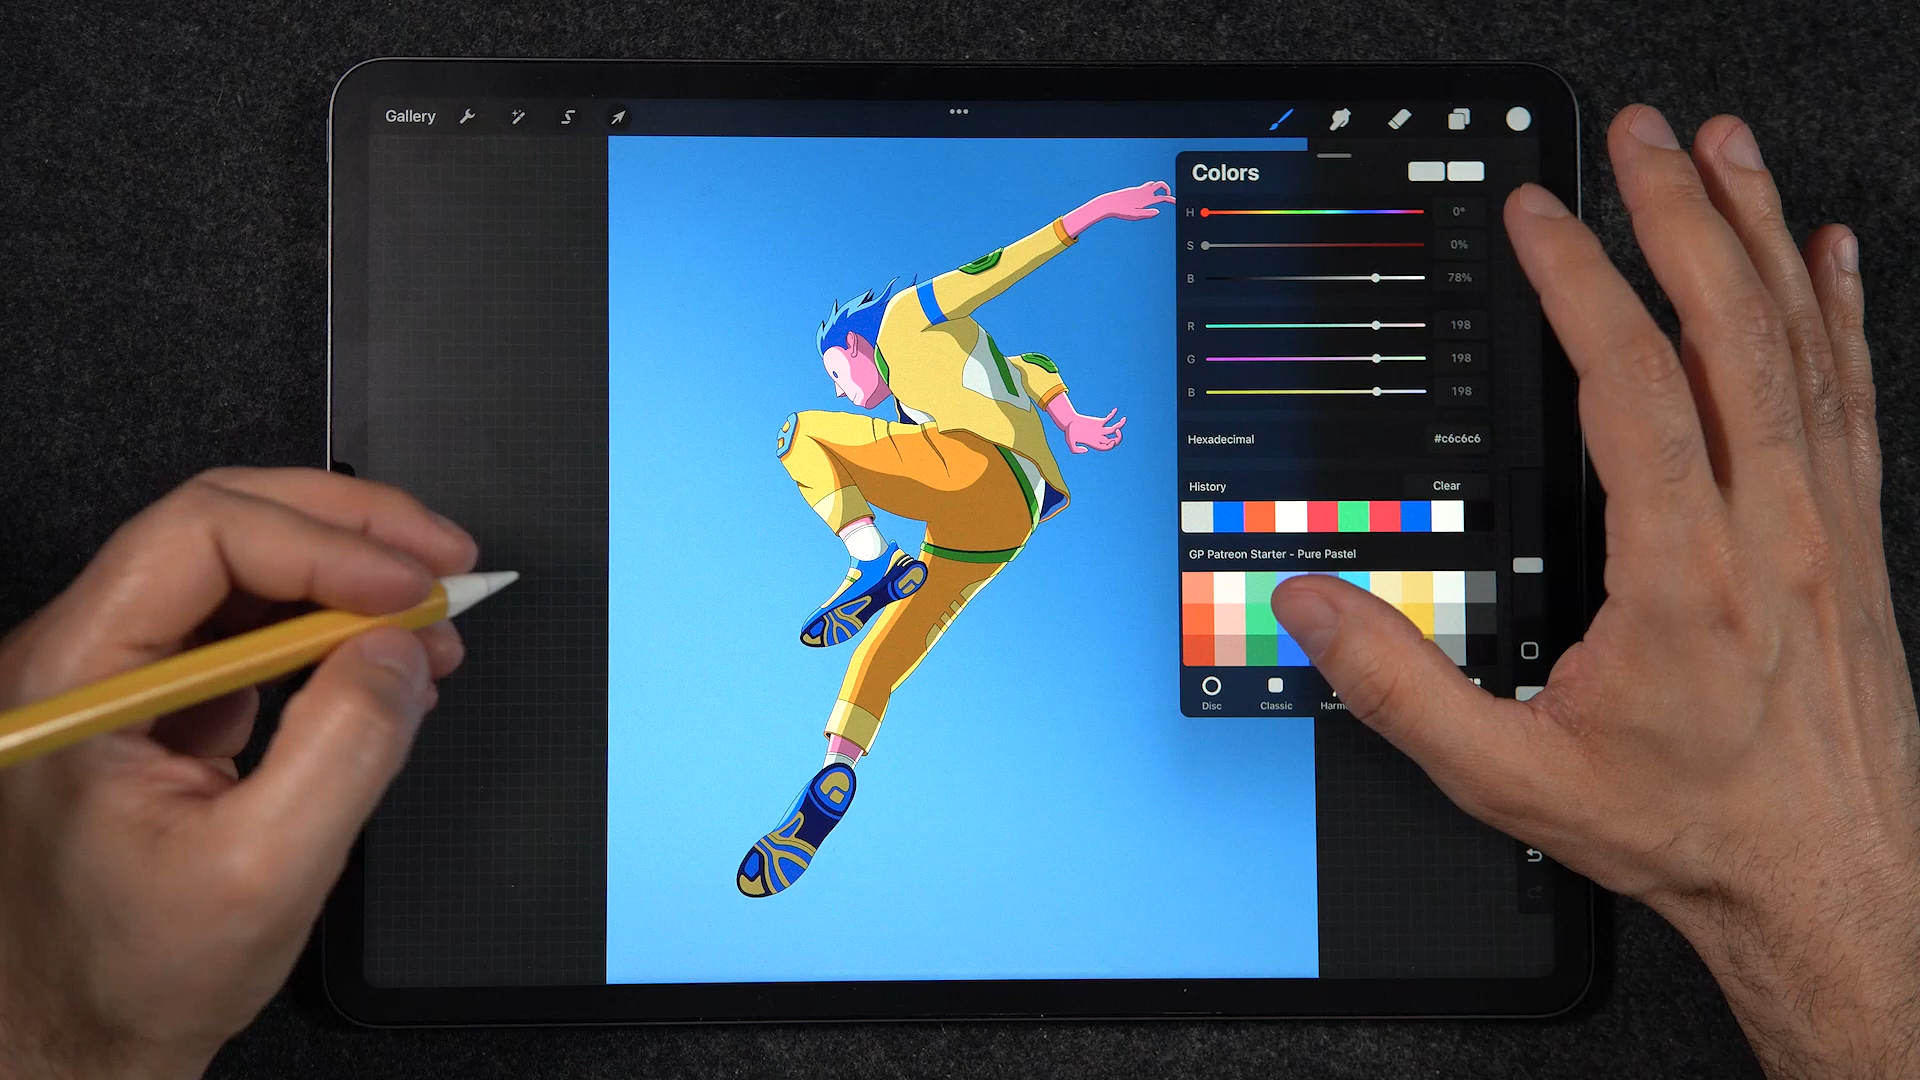 Gallery
Colors
H 0°
S 0%
B 78%
R 198
G 198
B 198
Hexadecimal #c6c6c6
History Clear
GP Patreon Starter - Pure Pastel
Disc Classic